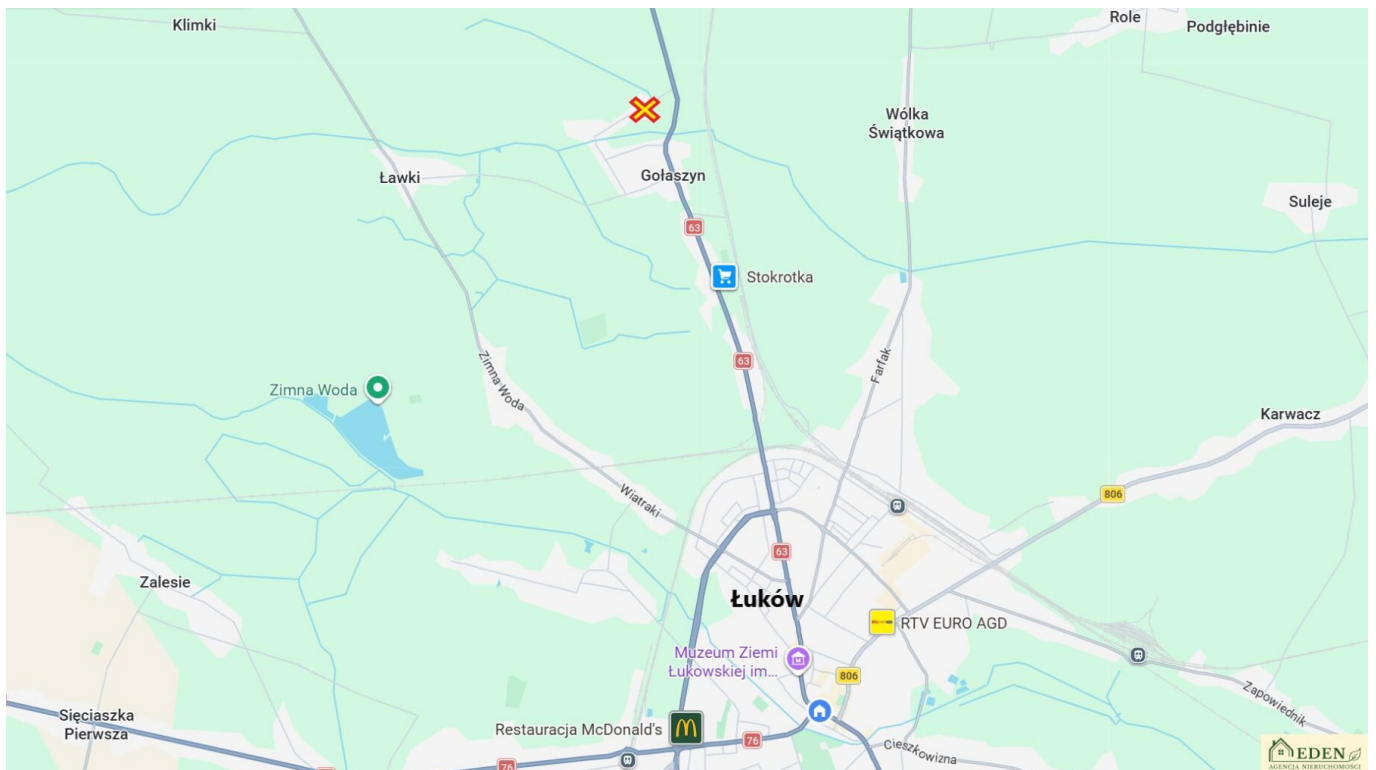 Klimki
Role
Podgłębinie
Wólka
Świątkowa
Ławki
Gołaszyn
Suleje
63
Stokrotka
63
Farfak
Zimna Woda
Zimna Woda
Karwacz
806
Wiatraki
63
Zalesie
Łuków
RTV EURO AGD
Muzeum Ziemi
Łukowskiej im...
806
Zapowiednik
Sięciaszka
Pierwsza
Restauracja McDonald's
76
Cieszkowizna
76
EDEN
AGENCJA NIERUCHOMOŚCI